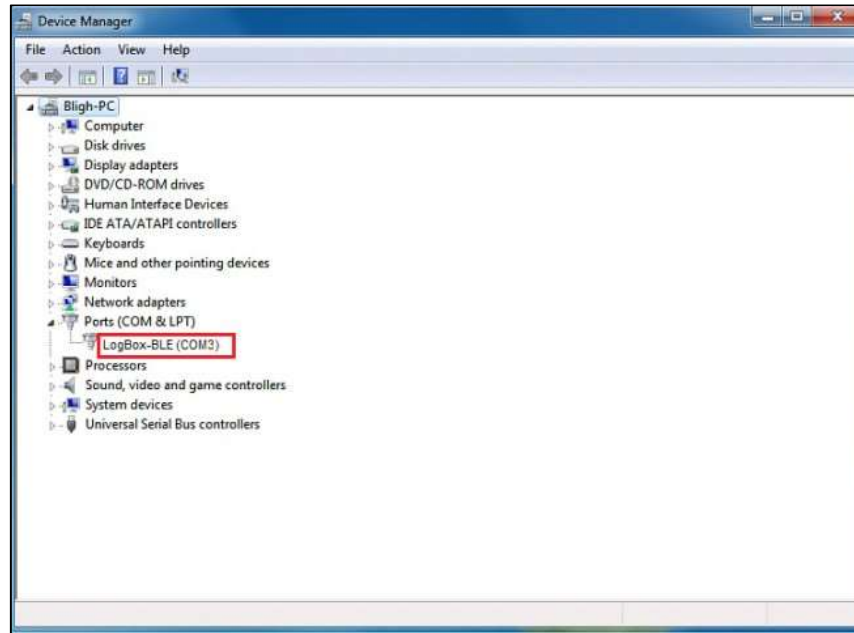 Device Manager
File Action View Help
Bligh-PC
Computer
Disk drives
Display adapters
DVD/CD-ROM drives
Human Interface Devices
IDE ATA/ATAPI controllers
Keyboards
Mice and other pointing devices
Monitors
Network adapters
Ports (COM & LPT)
LogBox-BLE (COM3)
Processors
Sound, video and game controllers
System devices
Universal Serial Bus controllers